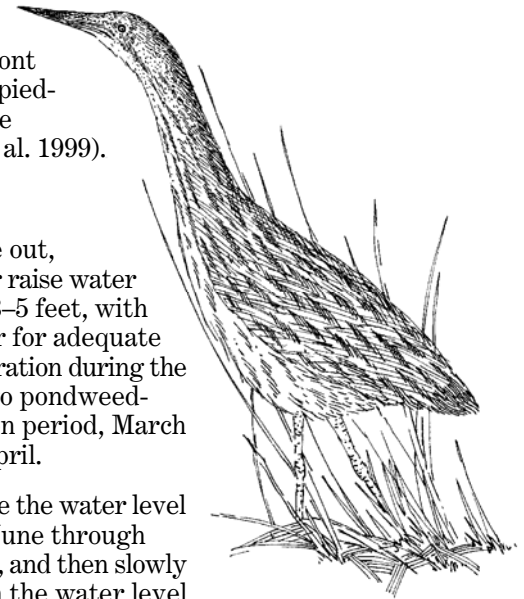 ont
pied-
e
al. 1999).
e out,
r raise water
3–5 feet, with
r for adequate
ration during the
o pondweed-
n period, March
pril.
e the water level
June through
, and then slowly
the water level